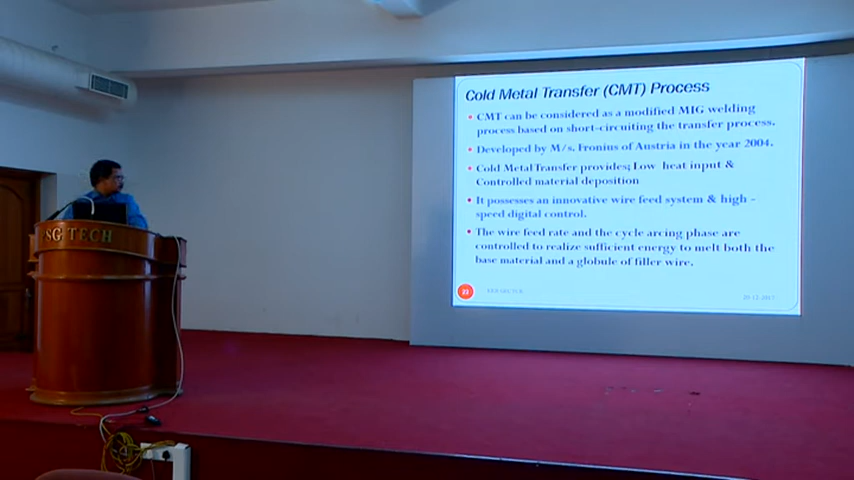 Cold Metal Transfer (CMT) Process
• CMT can be considered as a modified MIG welding
process based on short-circuiting the transfer process.
• Developed by M/s. Fronius of Austria in the year 2004.
• Cold Metal Transfer provides; Low heat input &
Controlled material deposition
• It possesses an innovative wire feed system & high -
speed digital control.
• The wire feed rate and the cycle arcing phase are
controlled to realize sufficient energy to melt both the
base material and a globule of filler wire.
22
PSG TECH